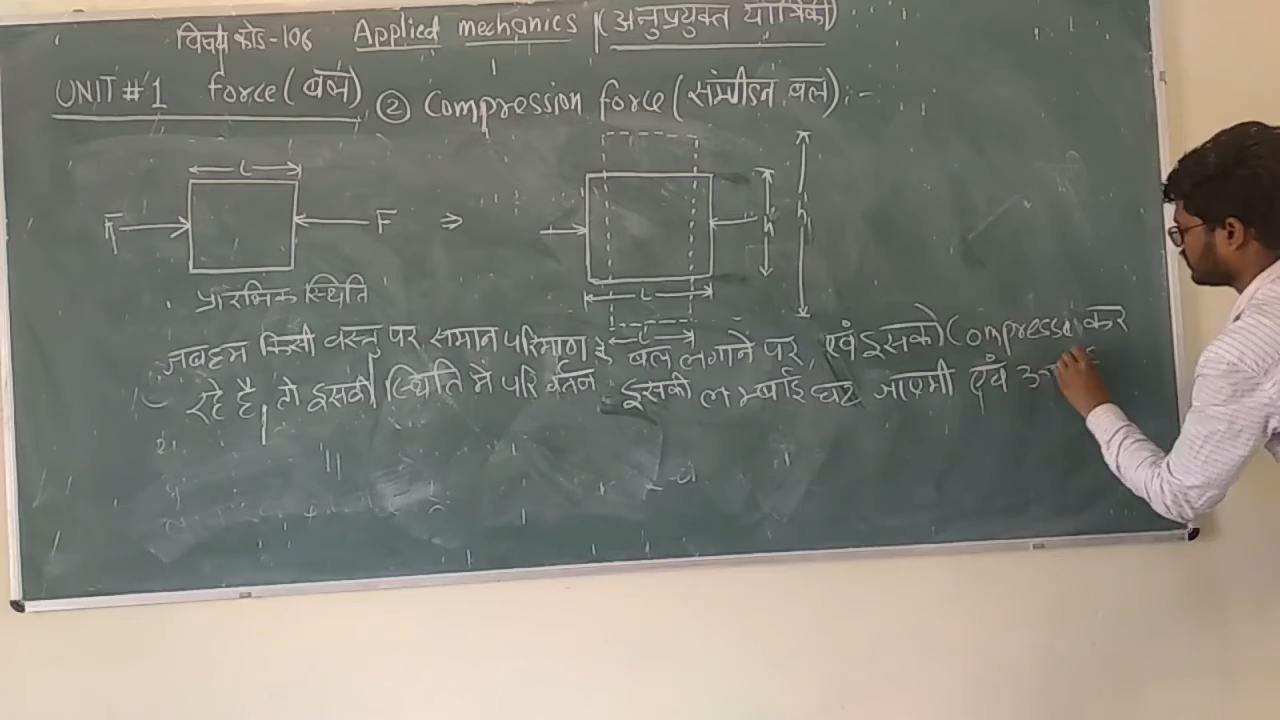 विषय कोड-106 Applied mechanics (अनुप्रयुक्त यांत्रिकी)
UNIT #1 force (बल)
② Compression force (संपीडन बल) :-
L
F F ⇒
h h
L
L
प्रारंभिक स्थिति
जब हम किसी वस्तु पर समान परिमाण के बल लगाने पर, एवं इसको Compress कर
रहे है, तो इसकी स्थिति मे परिवर्तन इसकी लम्बाई घट जाएगी एवं